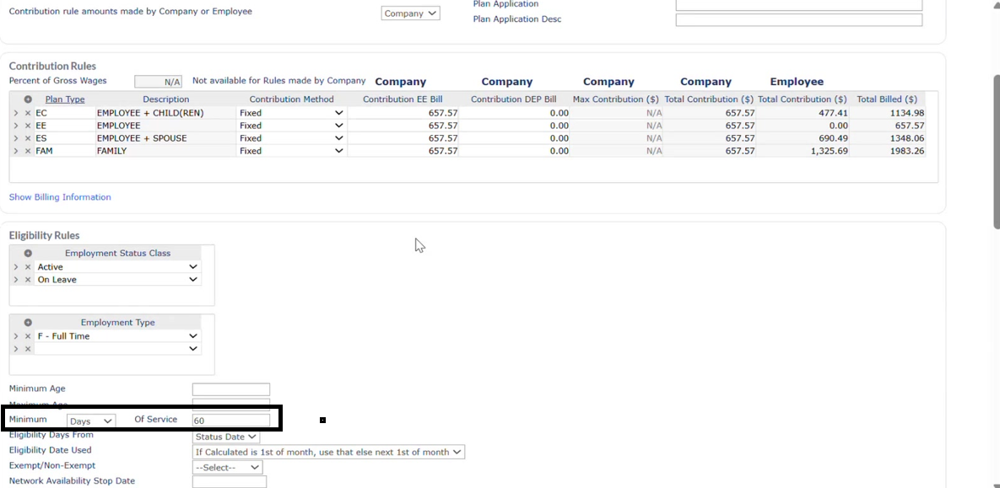 Plan Application
Contribution rule amounts made by Company or Employee Company
Plan Application Desc
Contribution Rules
Percent of Gross Wages N/A Not available for Rules made by Company Company Company Company Company Employee
Plan Type Description Contribution Method Contribution EE Bill Contribution DEP Bill Max Contribution ($) Total Contribution ($) Total Contribution ($) Total Billed ($)
EC EMPLOYEE + CHILD(REN) Fixed 657.57 0.00 N/A 657.57 477.41 1134.98
EE EMPLOYEE Fixed 657.57 0.00 N/A 657.57 0.00 657.57
ES EMPLOYEE + SPOUSE Fixed 657.57 0.00 N/A 657.57 690.49 1348.06
FAM FAMILY Fixed 657.57 0.00 N/A 657.57 1,325.69 1983.26
Show Billing Information
Eligibility Rules
Employment Status Class
Active
On Leave
Employment Type
F - Full Time
Minimum Age
Maximum Age
Minimum Days Of Service 60
Eligibility Days From Status Date
Eligibility Date Used If Calculated is 1st of month, use that else next 1st of month
Exempt/Non-Exempt --Select--
Network Availability Stop Date